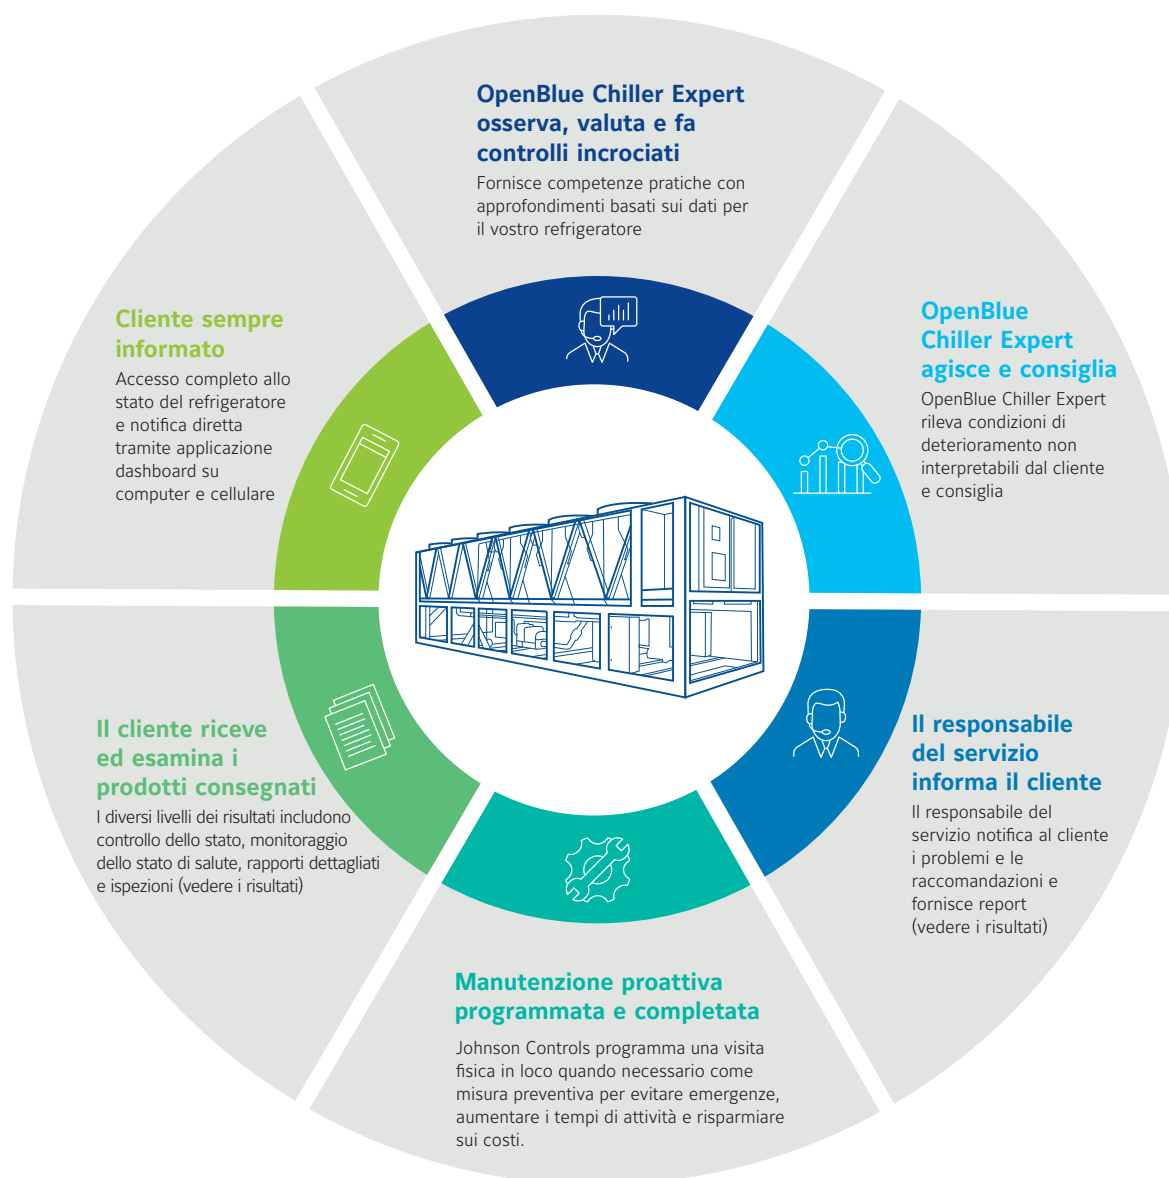 OpenBlue Chiller Expert
osserva, valuta e fa
controlli incrociati
Fornisce competenze pratiche con
approfondimenti basati sui dati per
il vostro refrigeratore
OpenBlue
Chiller Expert
agisce e consiglia
OpenBlue Chiller Expert
rileva condizioni di
deterioramento non
interpretabili dal cliente
e consiglia
Il responsabile
del servizio
informa il cliente
Il responsabile del
servizio notifica al cliente
i problemi e le
raccomandazioni e
fornisce report
(vedere i risultati)
Manutenzione proattiva
programmata e completata
Johnson Controls programma una visita
fisica in loco quando necessario come
misura preventiva per evitare emergenze,
aumentare i tempi di attività e risparmiare
sui costi.
Il cliente riceve
ed esamina i
prodotti consegnati
I diversi livelli dei risultati includono
controllo dello stato, monitoraggio
dello stato di salute, rapporti dettagliati
e ispezioni (vedere i risultati)
Cliente sempre
informato
Accesso completo allo
stato del refrigeratore
e notifica diretta
tramite applicazione
dashboard su
computer e cellulare